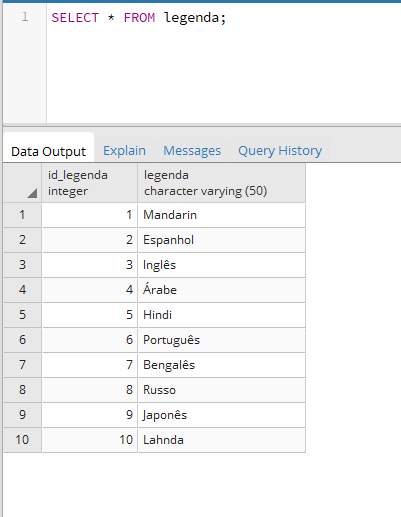 1 SELECT * FROM legenda;
Data Output Explain Messages Query History
id_legenda legenda
integer character varying (50)
1 1 Mandarin
2 2 Espanhol
3 3 Inglês
4 4 Árabe
5 5 Hindi
6 6 Português
7 7 Bengalês
8 8 Russo
9 9 Japonês
10 10 Lahnda